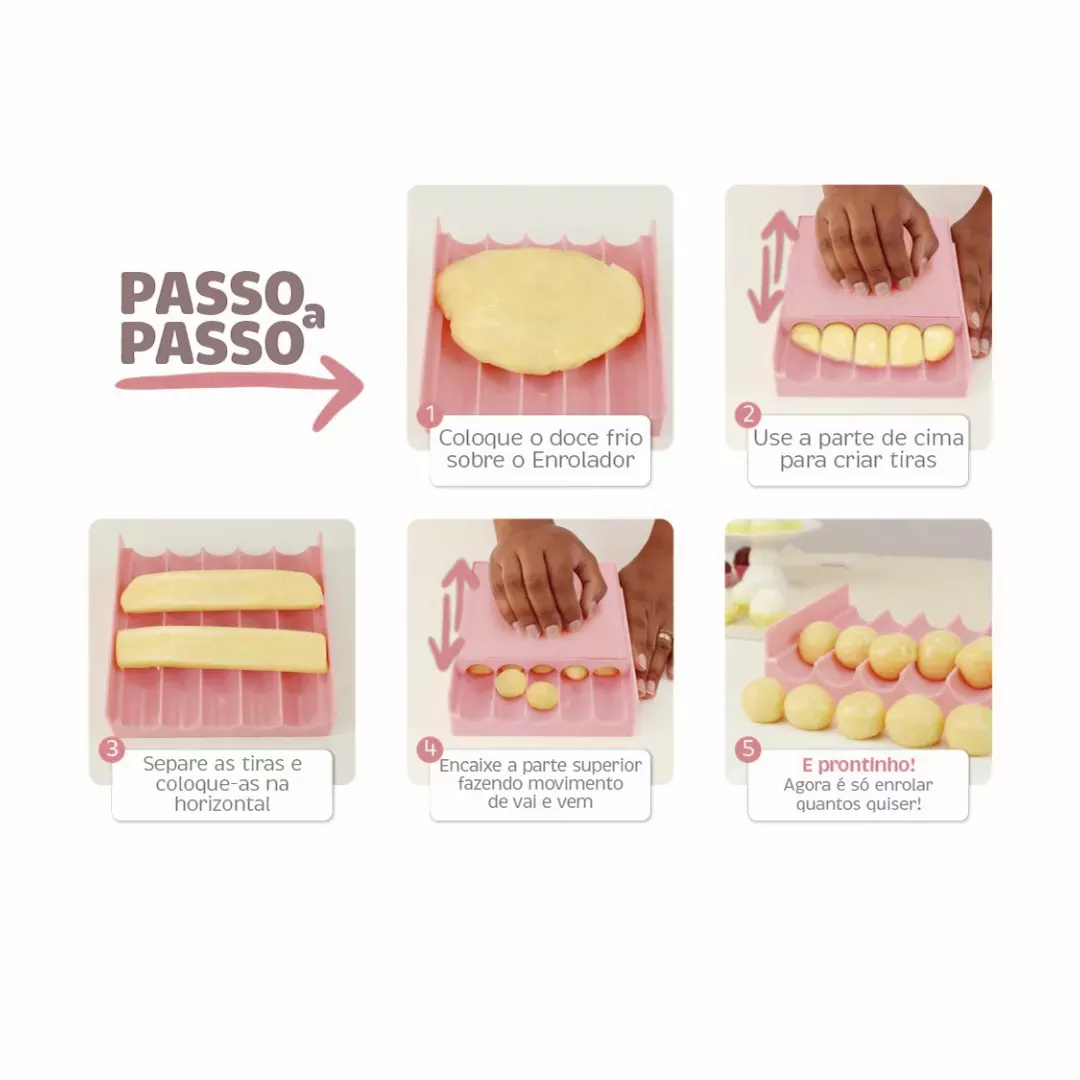 PASSO a
PASSO
1
Coloque o doce frio
sobre o Enrolador
2
Use a parte de cima
para criar tiras
3
Separe as tiras e
coloque-as na
horizontal
4
Encaixe a parte superior
fazendo movimento
de vai e vem
5
E prontinho!
Agora é só enrolar
quantos quiser!